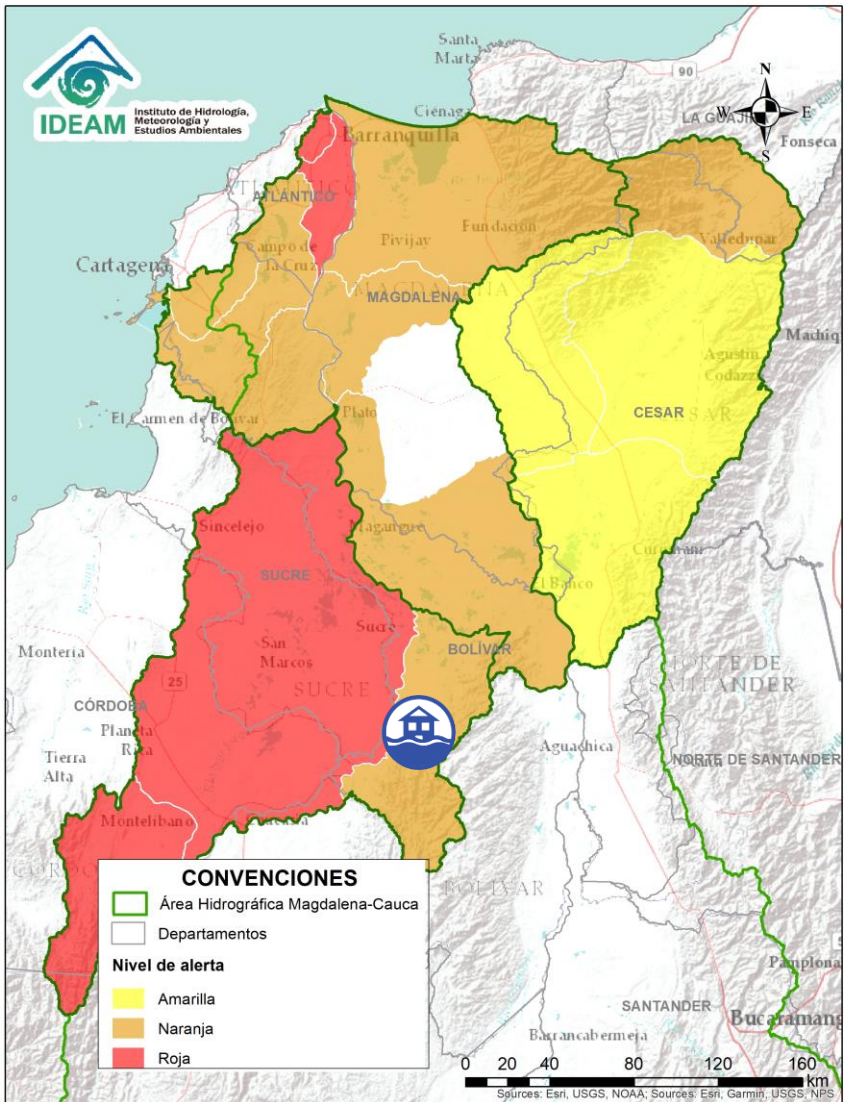 IDEAM
Instituto de Hidrología,
Meteorología y
Estudios Ambientales
Santa
Marta
90
N
W
E
S
Ciénaga
LA GUAJIRA
Fonseca
Barranquilla
ATLÁNTICO
Fundación
Pivijay
Valledupar
Campo de
la Cruz
Cartagena
MAGDALENA
Agustín
Codazzi
CESAR
El Carmen de Bolívar
Plato
Sincelejo
Magangué
SUCRE
El Banco
Sucre
San
Marcos
BOLÍVAR
Montería
SUCRE
NORTE DE
SANTANDER
25
CÓRDOBA
Planeta
Rica
Tierra
Alta
Aguachica
NORTE DE SANTANDER
Montelíbano
BOLÍVAR
CONVENCIONES
Área Hidrográfica Magdalena-Cauca
Departamentos
Nivel de alerta
Amarilla
Naranja
Roja
Pamplona
SANTANDER
Bucaramang
Barrancabermeja
0 20 40 80 120 160
km
Sources: Esri, USGS, NOAA; Sources: Esri, Garmin, USGS, NPS